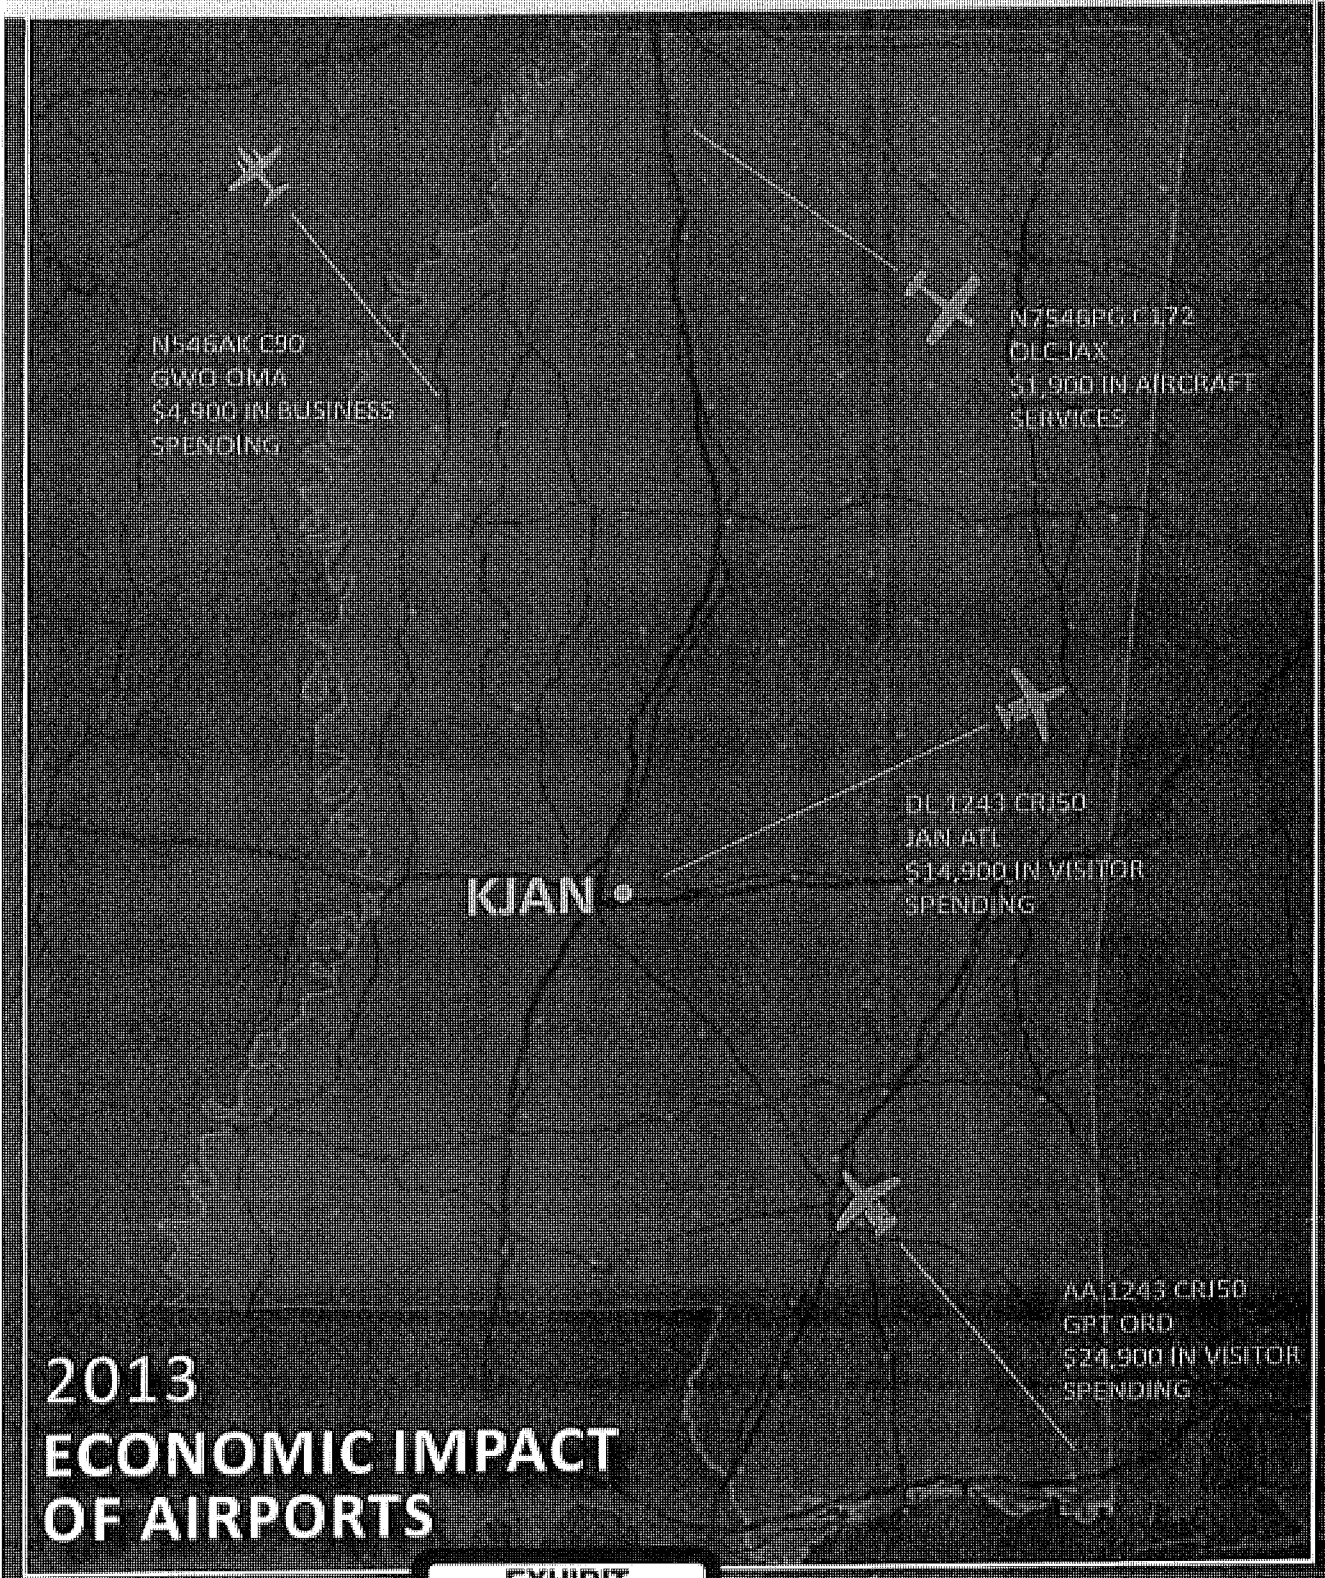 N546AK C90
GWO OMA
$4,900 IN BUSINESS
SPENDING
N7546PG C172
OLC JAX
$1,900 IN AIRCRAFT
SERVICES
DL 1243 CRJ50
JAN ATL
$14,900 IN VISITOR
SPENDING
KJAN
AA 1243 CRJ50
GPT ORD
$24,900 IN VISITOR
SPENDING
2013
ECONOMIC IMPACT
OF AIRPORTS
EXHIBIT